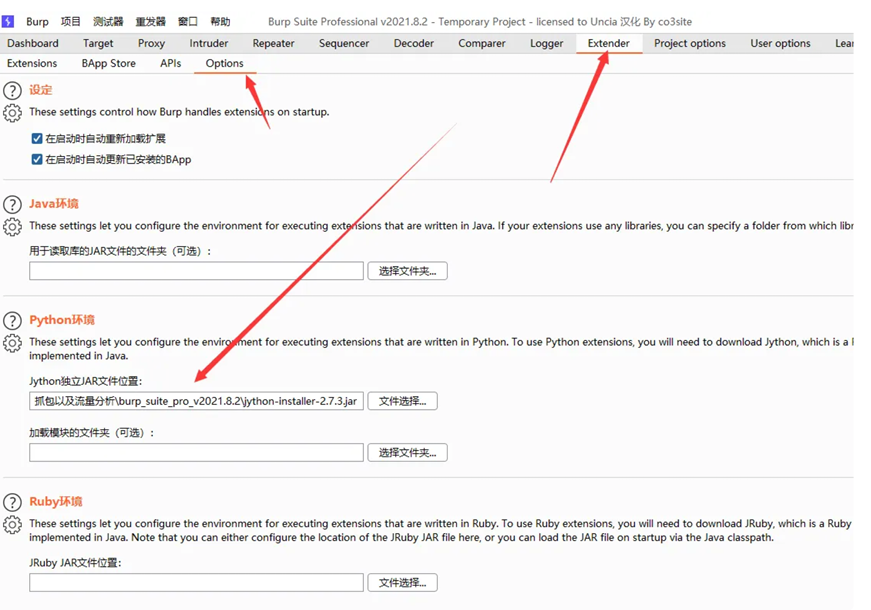 Burp 项目 测试器 重发器 窗口 帮助 Burp Suite Professional v2021.8.2 - Temporary Project - licensed to Uncia 汉化 By co3site
Dashboard Target Proxy Intruder Repeater Sequencer Decoder Comparer Logger Extender Project options User options Lear
Extensions BApp Store APIs Options
设定
These settings control how Burp handles extensions on startup.
在启动时自动重新加载扩展
在启动时自动更新已安装的BApp
Java环境
These settings let you configure the environment for executing extensions that are written in Java. If your extensions use any libraries, you can specify a folder from which libr
用于读取库的JAR文件的文件夹（可选）:
选择文件夹...
Python环境
These settings let you configure the environment for executing extensions that are written in Python. To use Python extensions, you will need to download Jython, which is a
implemented in Java.
Jython独立JAR文件位置:
抓包以及流量分析\burp_suite_pro_v2021.8.2\jython-installer-2.7.3.jar 文件选择...
加载模块的文件夹（可选）:
选择文件夹...
Ruby环境
These settings let you configure the environment for executing extensions that are written in Ruby. To use Ruby extensions, you will need to download JRuby, which is a Ruby
implemented in Java. Note that you can either configure the location of the JRuby JAR file here, or you can load the JAR file on startup via the Java classpath.
JRuby JAR文件位置:
文件选择...